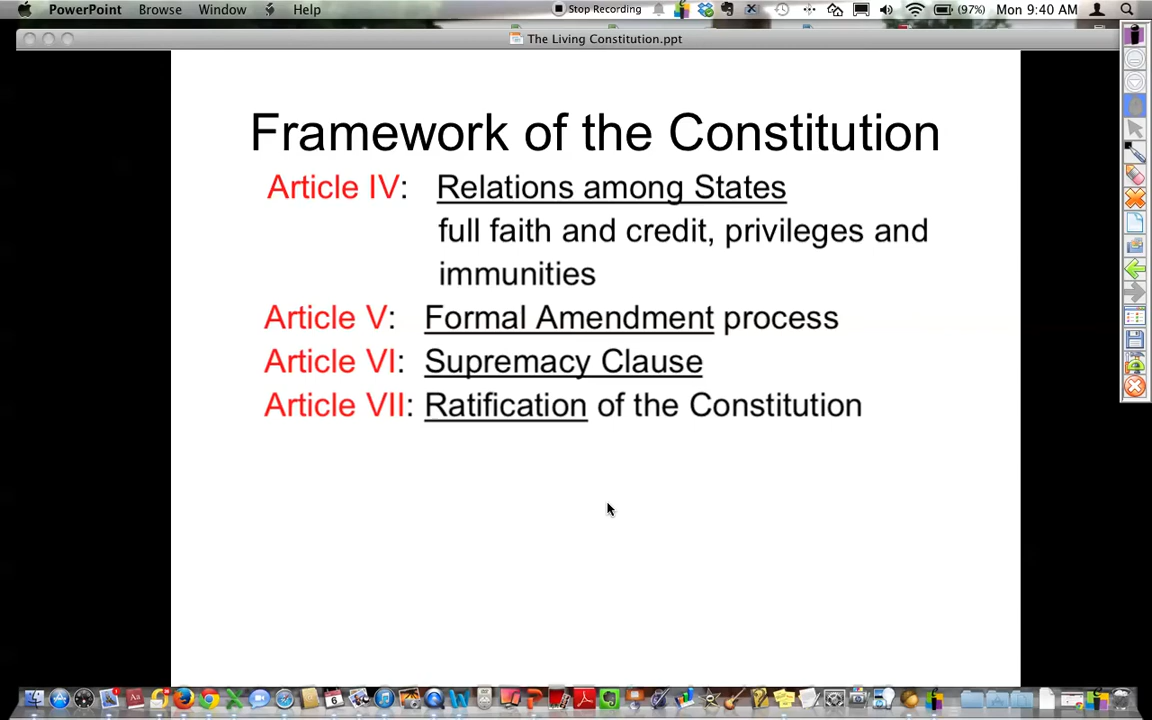 PowerPoint Browse Window Help Stop Recording (97%) Mon 9:40 AM
The Living Constitution.ppt
Framework of the Constitution
Article IV: Relations among States
full faith and credit, privileges and
immunities
Article V: Formal Amendment process
Article VI: Supremacy Clause
Article VII: Ratification of the Constitution